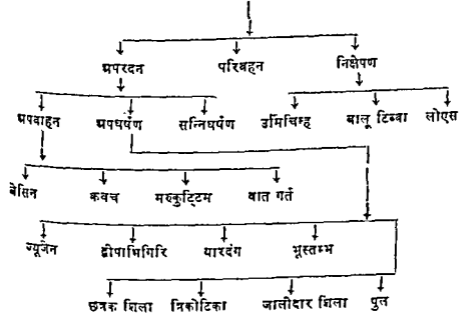 अपरदन परिवहन निक्षेपण
अपवाहन अपघर्षण सन्निघर्षण उर्मिचिन्ह बालू टिब्बा लोएस
बेसिन कवच मरुकुट्टिम वात गर्त
ज्यूजेन द्वीपाभगिरि यारदंग भूस्तम्भ
छत्रक शिला त्रिकोटिका जालीदार शिला पुल